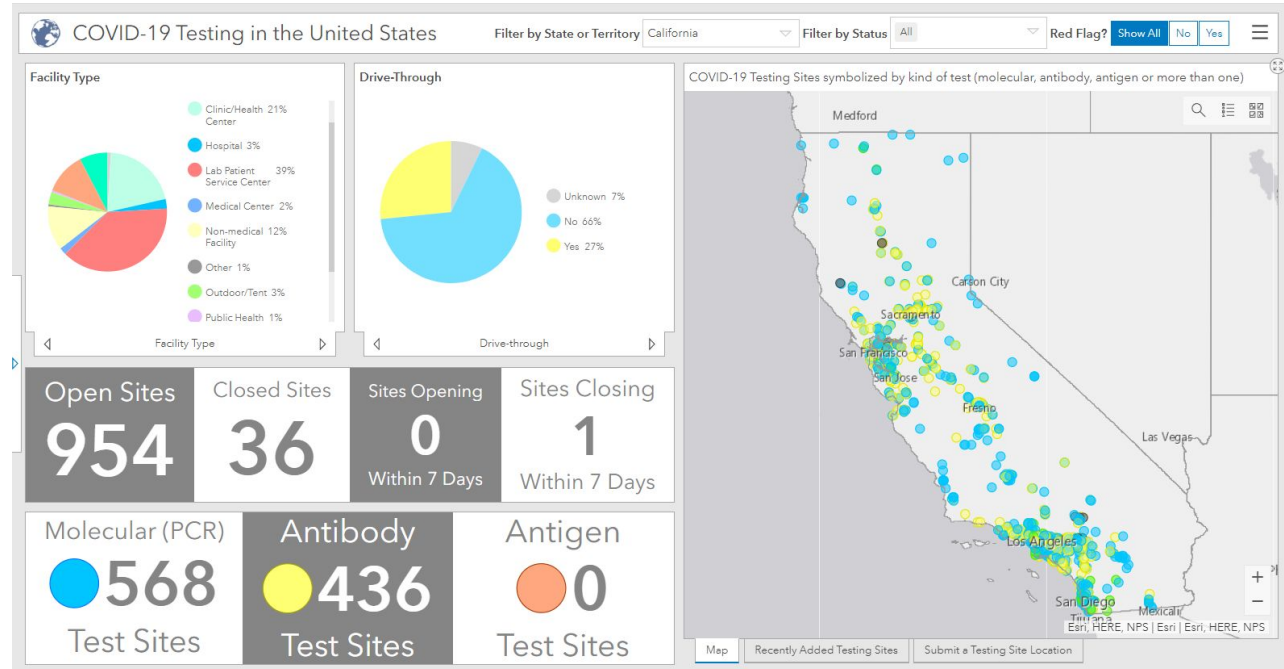 COVID-19 Testing in the United States
Filter by State or Territory California
Filter by Status All
Red Flag? Show All No Yes
Facility Type
Clinic/Health 21%
Center
Hospital 3%
Lab Patient 39%
Service Center
Medical Center 2%
Non-medical 12%
Facility
Other 1%
Outdoor/Tent 3%
Public Health 1%
Facility Type
Drive-Through
Unknown 7%
No 66%
Yes 27%
Drive-through
Open Sites
954
Closed Sites
36
Sites Opening
0
Within 7 Days
Sites Closing
1
Within 7 Days
Molecular (PCR)
568
Test Sites
Antibody
436
Test Sites
Antigen
0
Test Sites
COVID-19 Testing Sites symbolized by kind of test (molecular, antibody, antigen or more than one)
Medford
Carson City
Sacramento
San Francisco
San Jose
Fresno
Las Vegas
Los Angeles
San Diego
Mexicali
Tijuana
+
−
Esri, HERE, NPS | Esri | Esri, HERE, NPS
Map
Recently Added Testing Sites
Submit a Testing Site Location